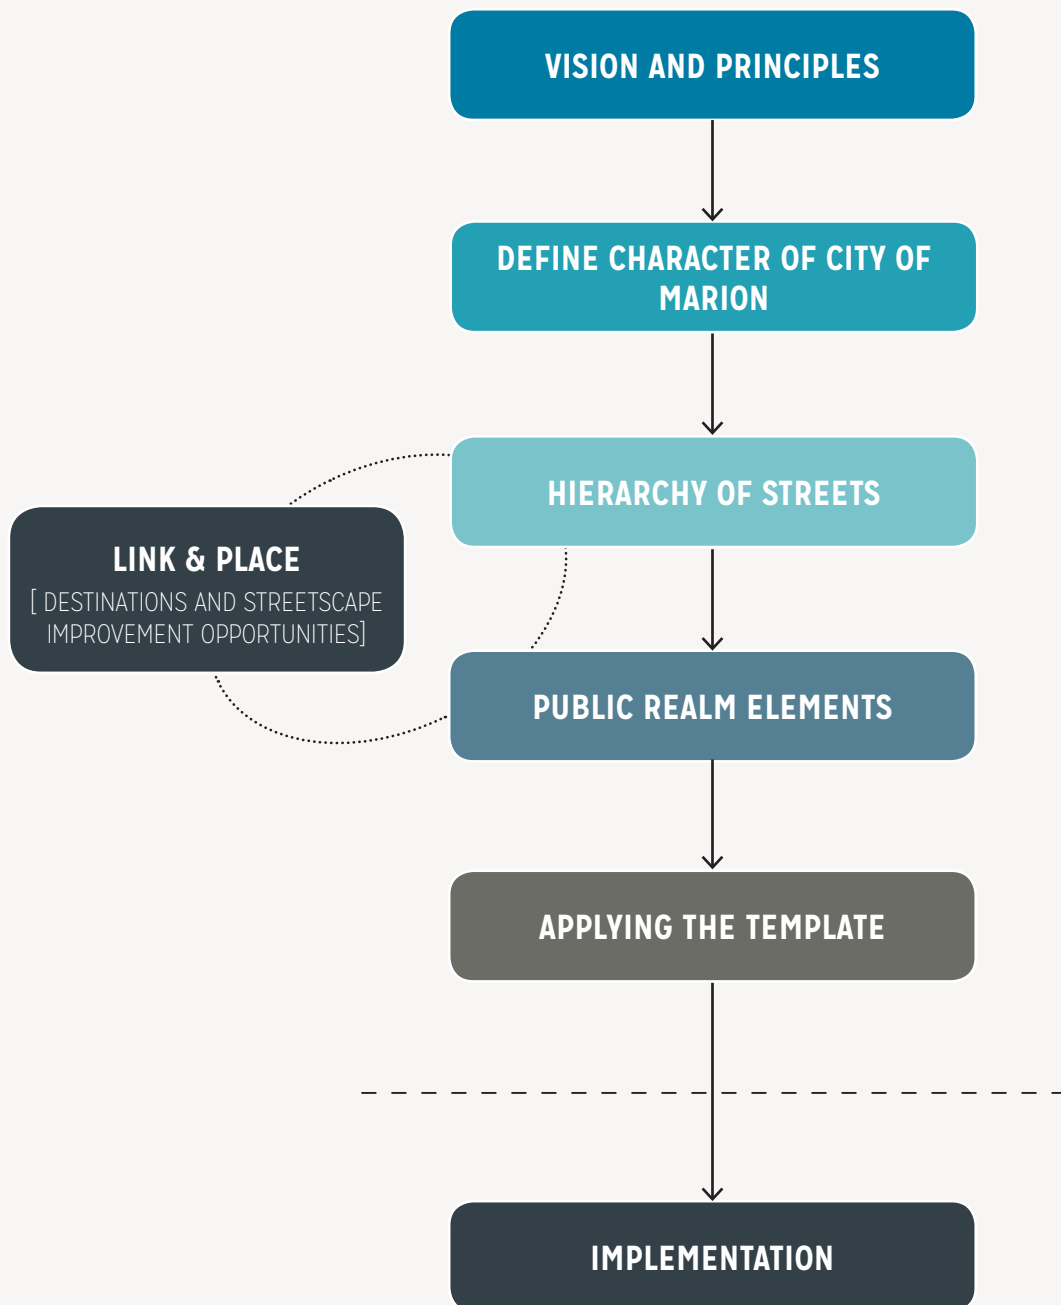 VISION AND PRINCIPLES
DEFINE CHARACTER OF CITY OF
MARION
HIERARCHY OF STREETS
LINK & PLACE
[ DESTINATIONS AND STREETSCAPE
IMPROVEMENT OPPORTUNITIES]
PUBLIC REALM ELEMENTS
APPLYING THE TEMPLATE
IMPLEMENTATION